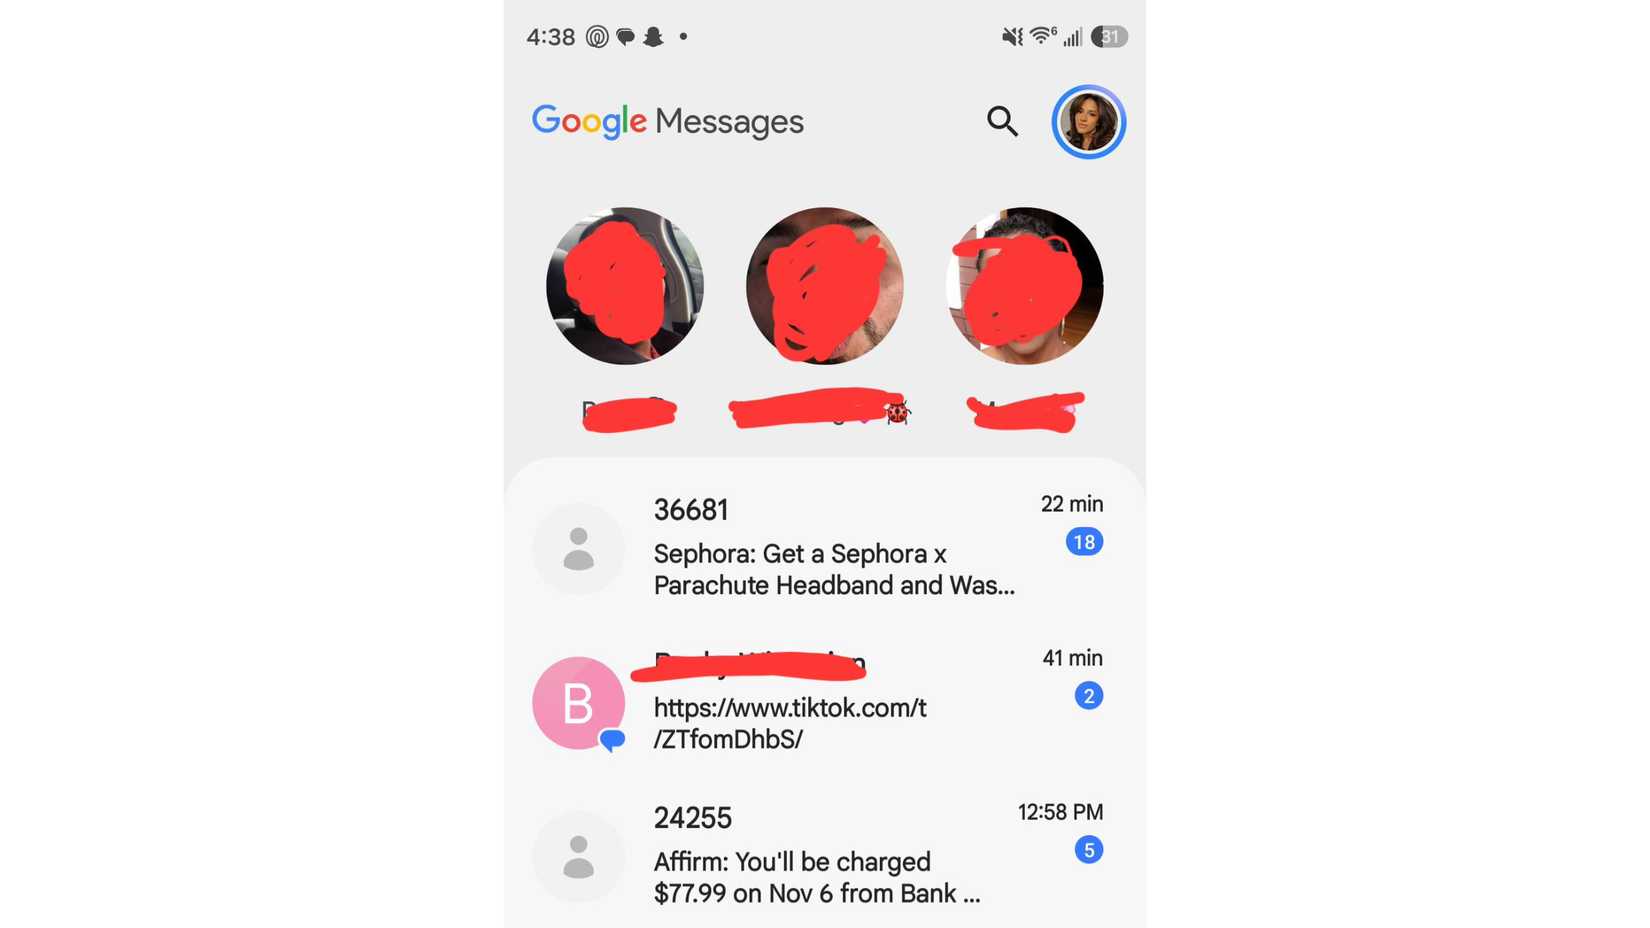 4:38
6
31
Google Messages
36681
22 min
18
Sephora: Get a Sephora x
Parachute Headband and Was...
41 min
B
2
https://www.tiktok.com/t
/ZTfomDhbS/
24255
12:58 PM
5
Affirm: You'll be charged
$77.99 on Nov 6 from Bank ...